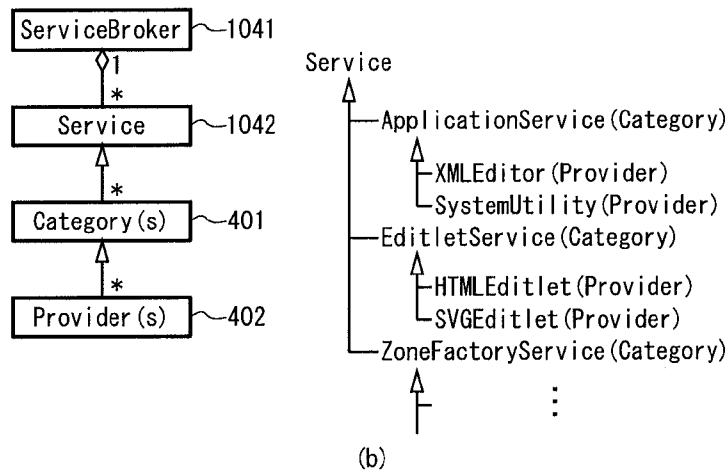 ServiceBroker 1041
1
*
Service 1042
*
Category(s) 401
*
Provider(s) 402
Service
ApplicationService(Category)
XMLEditor(Provider)
SystemUtility(Provider)
EditletService(Category)
HTMLEditlet(Provider)
SVGEditlet(Provider)
ZoneFactoryService(Category)
⋮
(b)